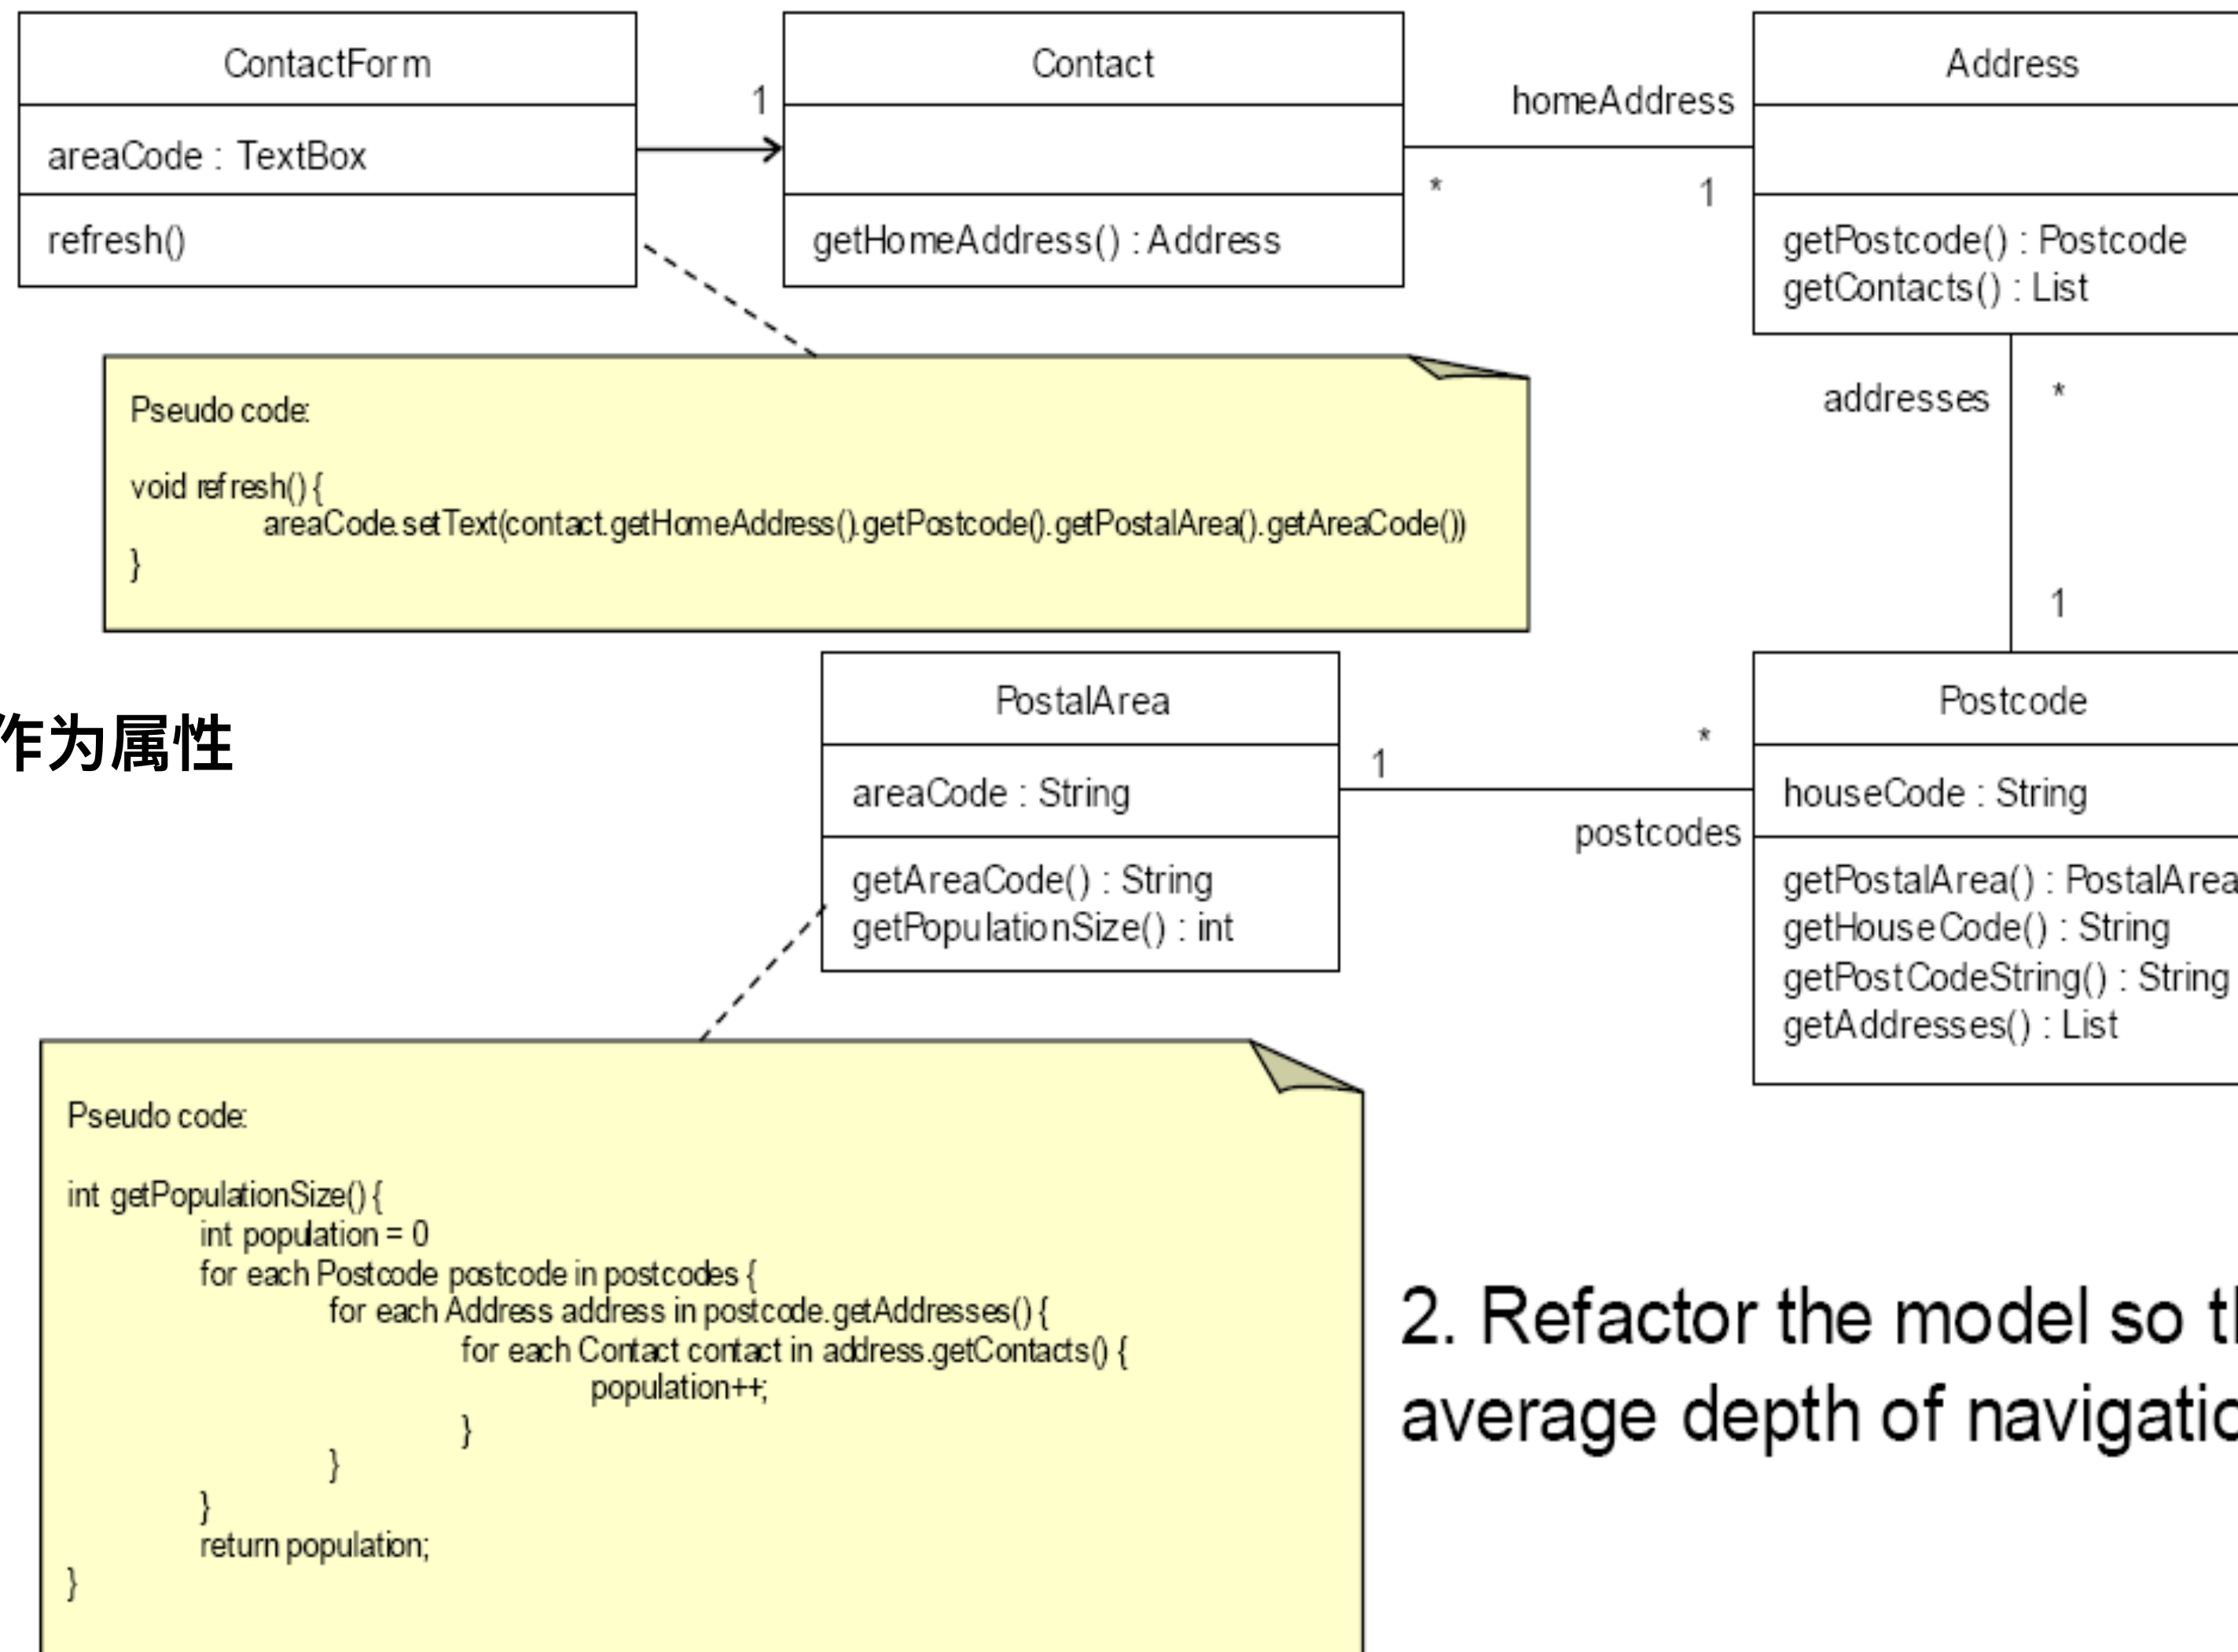 ContactForm
areaCode : TextBox
refresh()
1
Contact
getHomeAddress() : Address
homeAddress
*
1
Address
getPostcode() : Postcode
getContacts() : List
Pseudo code:
void refresh() {
areaCode.setText(contact.getHomeAddress().getPostcode().getPostalArea().getAreaCode())
}
addresses
*
1
作为属性
PostalArea
areaCode : String
getAreaCode() : String
getPopulationSize() : int
1
*
postcodes
Postcode
houseCode : String
getPostalArea() : PostalArea
getHouseCode() : String
getPostCodeString() : String
getAddresses() : List
Pseudo code:
int getPopulationSize() {
int population = 0
for each Postcode postcode in postcodes {
for each Address address in postcode.getAddresses() {
for each Contact contact in address.getContacts() {
population++;
}
}
}
return population;
}
2. Refactor the model so
average depth of